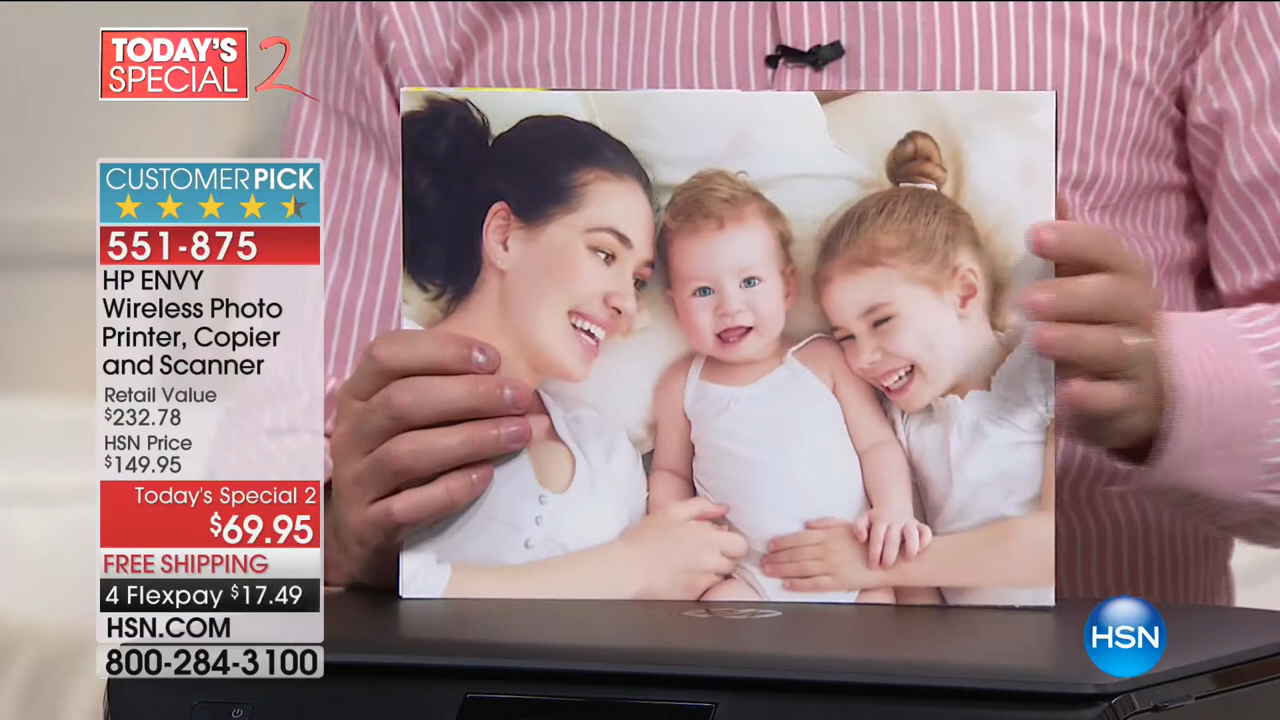 TODAY'S
SPECIAL 2
CUSTOMER PICK
551-875
HP ENVY
Wireless Photo
Printer, Copier
and Scanner
Retail Value
$232.78
HSN Price
$149.95
Today's Special 2
$69.95
FREE SHIPPING
4 Flexpay $17.49
HSN.COM
800-284-3100
hp
HSN